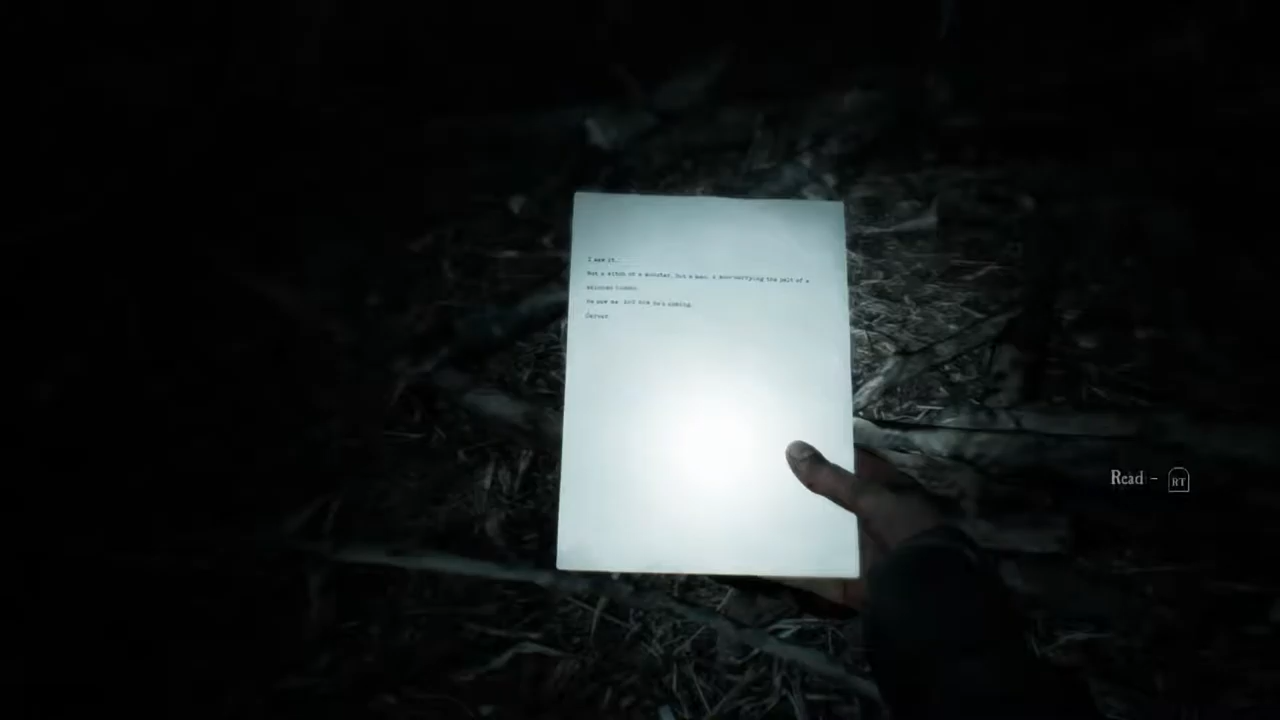 I saw it.
Not a witch or a monster, but a man. A man carrying the pelt of a
He saw me. And now he's coming.
Carver
Read - RT